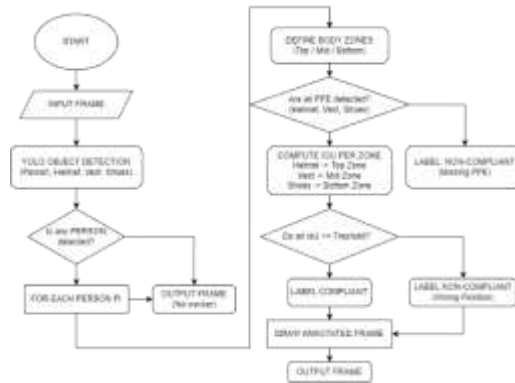 START
INPUT FRAME
YOLO OBJECT DETECTION
(Person, Helmet, Vest, Shoes)
Is any PERSON
detected?
FOR EACH PERSON Pi
OUTPUT FRAME
(No worker)
DEFINE BODY ZONES
(Top / Mid / Bottom)
Are all PPE detected?
(Helmet, Vest, Shoes)
COMPUTE IOU PER ZONE
Helmet -> Top Zone
Vest -> Mid Zone
Shoes -> Bottom Zone
LABEL: NON-COMPLIANT
(Missing PPE)
Do all IoU >= Treshold?
LABEL COMPLIANT
LABEL NON-COMPLIANT
(Wrong Position)
DRAW ANNOTATED FRAME
OUTPUT FRAME